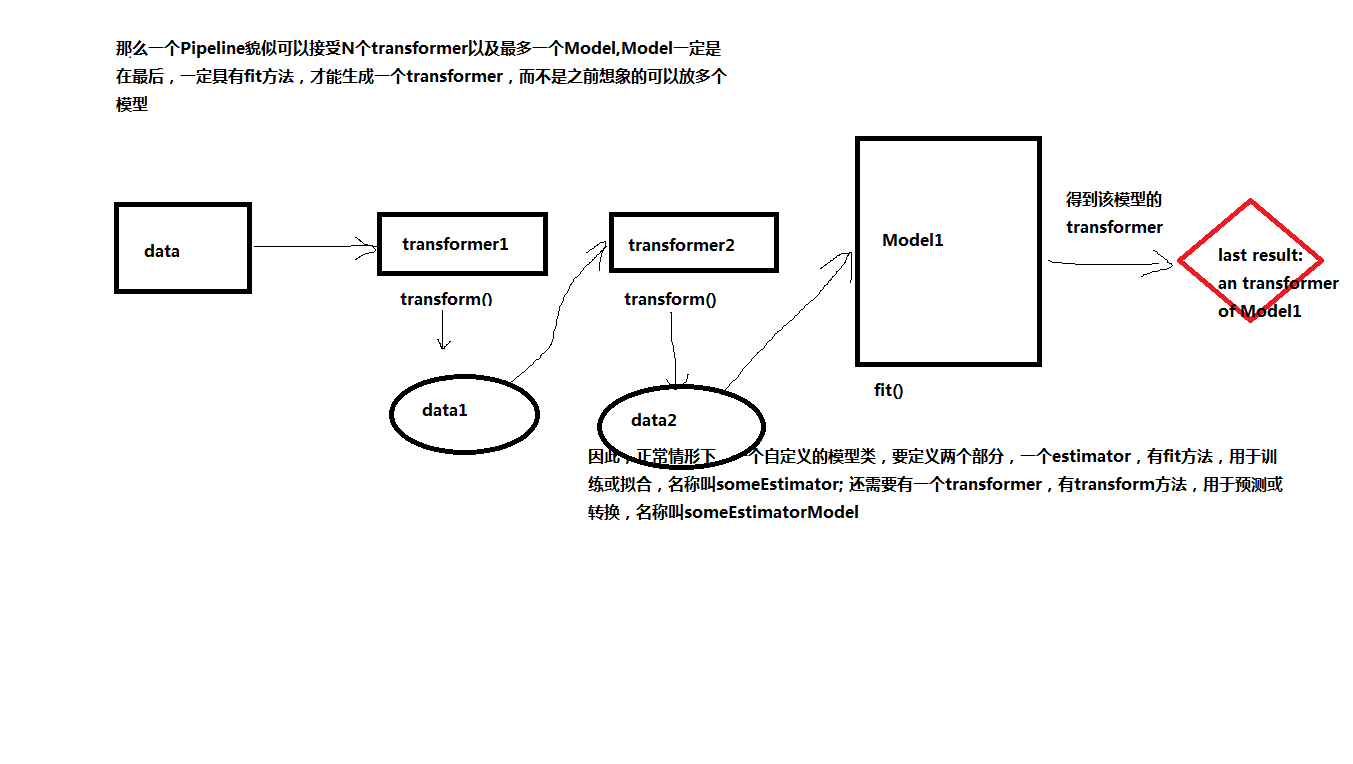 那么一个Pipeline貌似可以接受N个transformer以及最多一个Model,Model一定是
在最后，一定具有fit方法，才能生成一个transformer，而不是之前想象的可以放多个
模型
data
transformer1
transformer2
Model1
得到该模型的
transformer
last result:
an transformer
of Model1
transform()
transform()
fit()
data1
data2
因此，正常情形下，一个自定义的模型类，要定义两个部分，一个estimator，有fit方法，用于训
练或拟合，名称叫someEstimator; 还需要有一个transformer，有transform方法，用于预测或
转换，名称叫someEstimatorModel